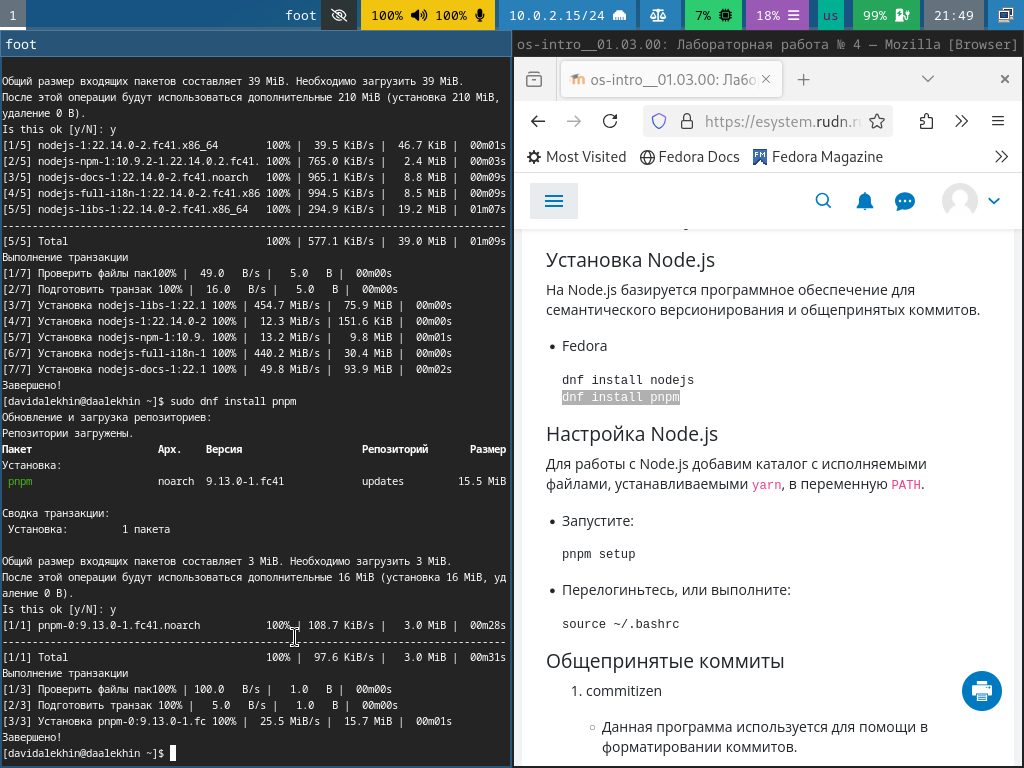 1
foot
100% 100%
10.0.2.15/24
7%
18%
us
99%
21:49
foot
Общий размер входящих пакетов составляет 39 MiB. Необходимо загрузить 39 MiB.
После этой операции будут использоваться дополнительные 210 MiB (установка 210 MiB,
удаление 0 B).
Is this ok [y/N]: y
[1/5] nodejs-1:22.14.0-2.fc41.x86_64        100% |  39.5 KiB/s |  46.7 KiB |  00m01s
[2/5] nodejs-npm-1:10.9.2-1.22.14.0.2.fc41. 100% | 765.0 KiB/s |   2.4 MiB |  00m03s
[3/5] nodejs-docs-1:22.14.0-2.fc41.noarch   100% | 965.1 KiB/s |   8.8 MiB |  00m09s
[4/5] nodejs-full-i18n-1:22.14.0-2.fc41.x86 100% | 994.5 KiB/s |   8.5 MiB |  00m09s
[5/5] nodejs-libs-1:22.14.0-2.fc41.x86_64   100% | 294.9 KiB/s |  19.2 MiB |  01m07s
------------------------------------------------------------------------------------
[5/5] Total                                 100% | 577.1 KiB/s |  39.0 MiB |  01m09s
Выполнение транзакции
[1/7] Проверить файлы пак100% |  49.0   B/s |   5.0   B |  00m00s
[2/7] Подготовить транзак 100% |  16.0   B/s |   5.0   B |  00m00s
[3/7] Установка nodejs-libs-1:22.1 100% | 454.7 MiB/s |  75.9 MiB |  00m00s
[4/7] Установка nodejs-1:22.14.0-2 100% |  12.3 MiB/s | 151.6 KiB |  00m00s
[5/7] Установка nodejs-npm-1:10.9. 100% |  13.2 MiB/s |   9.8 MiB |  00m01s
[6/7] Установка nodejs-full-i18n-1 100% | 440.2 MiB/s |  30.4 MiB |  00m00s
[7/7] Установка nodejs-docs-1:22.1 100% |  49.8 MiB/s |  93.9 MiB |  00m02s
Завершено!
[davidalekhin@daalekhin ~]$ sudo dnf install pnpm
Обновление и загрузка репозиториев:
Репозитории загружены.
Пакет                     Арх.    Версия                    Репозиторий       Размер
Установка:
 pnpm                     noarch  9.13.0-1.fc41             updates         15.5 MiB
Сводка транзакции:
 Установка:         1 пакета
Общий размер входящих пакетов составляет 3 MiB. Необходимо загрузить 3 MiB.
После этой операции будут использоваться дополнительные 16 MiB (установка 16 MiB, уд
аление 0 B).
Is this ok [y/N]: y
[1/1] pnpm-0:9.13.0-1.fc41.noarch           100% | 108.7 KiB/s |   3.0 MiB |  00m28s
------------------------------------------------------------------------------------
[1/1] Total                                 100% |  97.6 KiB/s |   3.0 MiB |  00m31s
Выполнение транзакции
[1/3] Проверить файлы пак100% | 100.0   B/s |   1.0   B |  00m00s
[2/3] Подготовить транзак 100% |   5.0   B/s |   1.0   B |  00m00s
[3/3] Установка pnpm-0:9.13.0-1.fc 100% |  25.5 MiB/s |  15.7 MiB |  00m01s
Завершено!
[davidalekhin@daalekhin ~]$
os-intro__01.03.00: Лабораторная работа № 4 — Mozilla [Browser]
os-intro__01.03.00: Лабо
https://esystem.rudn.r
Most Visited
Fedora Docs
Fedora Magazine
Установка Node.js
На Node.js базируется программное обеспечение для
семантического версионирования и общепринятых коммитов.
• Fedora
dnf install nodejs
dnf install pnpm
Настройка Node.js
Для работы с Node.js добавим каталог с исполняемыми
файлами, устанавливаемыми yarn, в переменную PATH.
• Запустите:
pnpm setup
• Перелогиньтесь, или выполните:
source ~/.bashrc
Общепринятые коммиты
1. commitizen
◦ Данная программа используется для помощи в
форматировании коммитов.